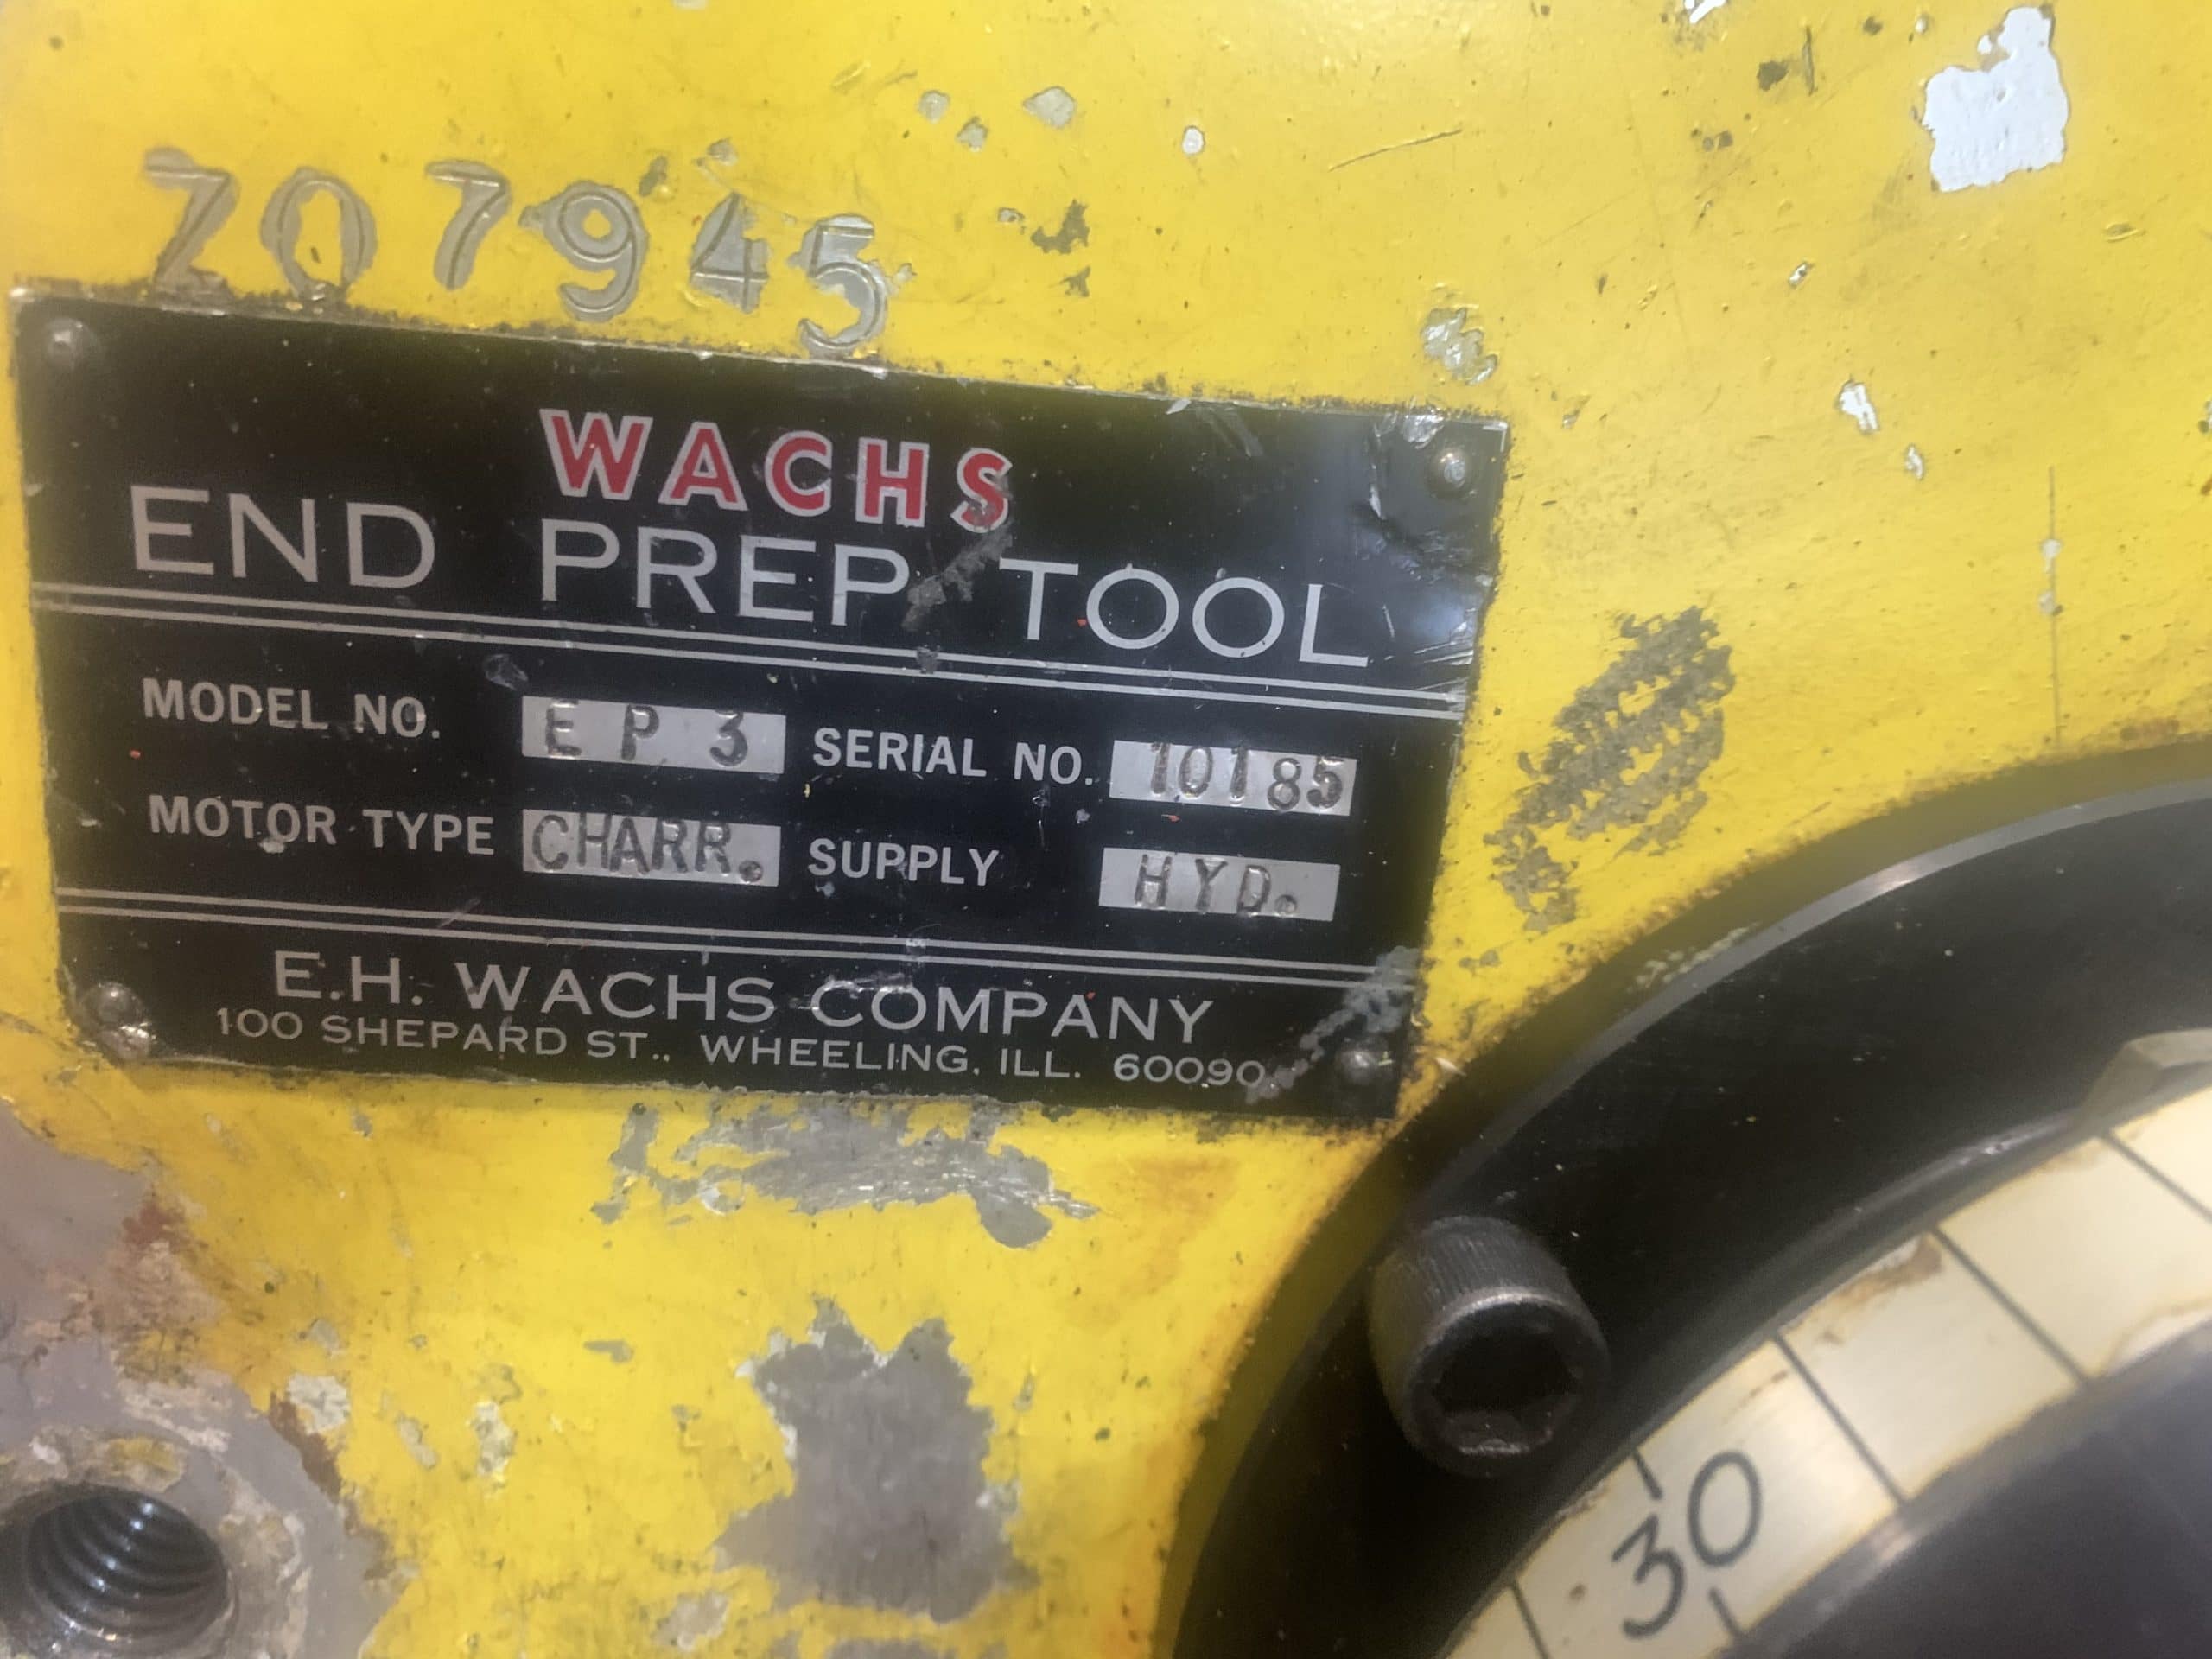 Z07945
WACHS
END PREP TOOL
MODEL NO. EP3 SERIAL NO. 10185
MOTOR TYPE CHARR. SUPPLY HYD.
E.H. WACHS COMPANY
100 SHEPARD ST., WHEELING, ILL. 60090
30